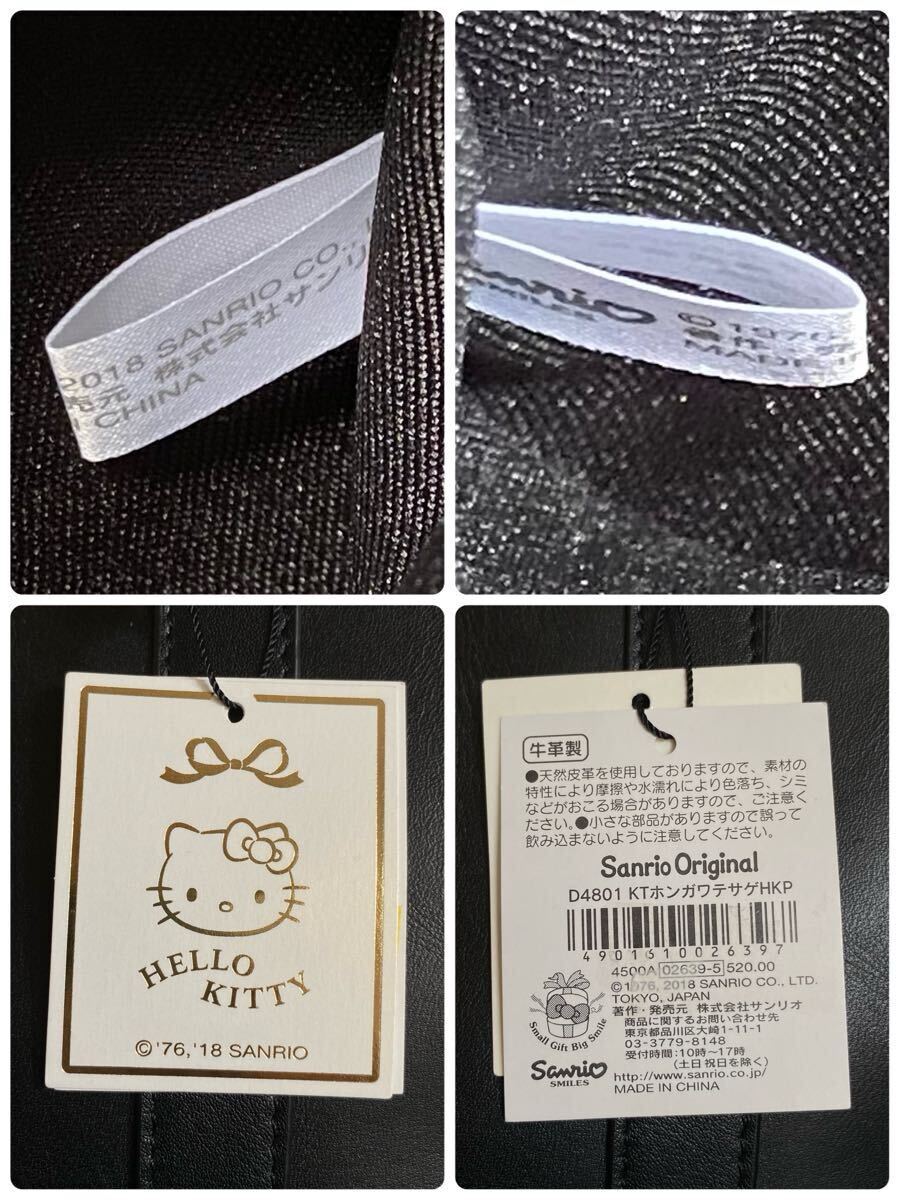 2018 SANRIO CO.,
売元 株式会社サンリ
CHINA
Sanrio
SMILES
©1976
著作
MADE IN
HELLO
KITTY
©'76,'18 SANRIO
牛革製
●天然皮革を使用しておりますので、素材の
特性により摩擦や水濡れにより色落ち、シミ
などがおこる場合がありますので、ご注意く
ださい。●小さな部品がありますので誤って
飲み込まないように注意してください。
Sanrio Original
D4801 KTホンガワテサゲHKP
4901610026397
4500A 02639-5 520.00
©1976, 2018 SANRIO CO., LTD.
TOKYO, JAPAN
著作・発売元 株式会社サンリオ
商品に関するお問い合わせ先
東京都品川区大崎1-11-1
03-3779-8148
受付時間:10時〜17時
(土日祝日を除く)
http://www.sanrio.co.jp/
MADE IN CHINA
Small Gift Big Smile
Sanrio
SMILES